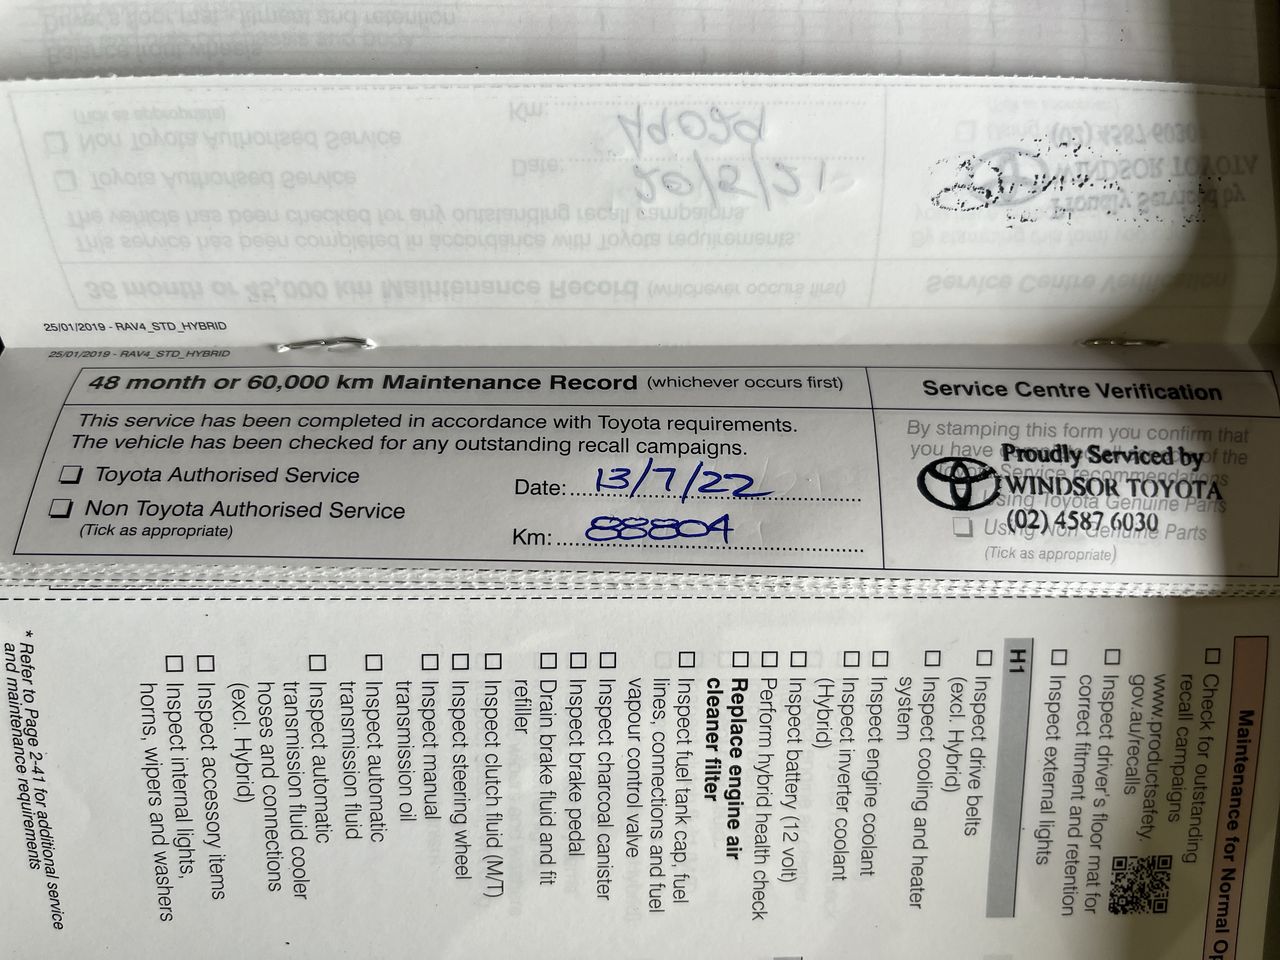 Km:
Non Toyota Authorised Service
Date:
Toyota Authorised Service
20/5/21
The vehicle has been checked for any outstanding recall campaigns.
This service has been completed in accordance with Toyota requirements.
36 month or 45,000 km Maintenance Record (whichever occurs first)
Service Centre Verification
25/01/2019 - RAV4_STD_HYBRID
25/01/2019 - RAV4_STD_HYBRID
48 month or 60,000 km Maintenance Record (whichever occurs first)
This service has been completed in accordance with Toyota requirements.
The vehicle has been checked for any outstanding recall campaigns.
❏ Toyota Authorised Service
❏ Non Toyota Authorised Service
(Tick as appropriate)
Date: 13/7/22
Km: 88804
Service Centre Verification
By stamping this form you confirm that
you have
of the
Service recommendations
Using Toyota Genuine Parts
❏ Using Non Genuine Parts
(Tick as appropriate)
Proudly Serviced by
WINDSOR TOYOTA
(02) 4587 6030
Maintenance for Normal Op
❏ Check for outstanding
recall campaigns
www.productsafety.
gov.au/recalls
❏ Inspect driver's floor mat for
correct fitment and retention
❏ Inspect external lights
H1
❏ Inspect drive belts
(excl. Hybrid)
❏ Inspect cooling and heater
system
❏ Inspect engine coolant
❏ Inspect inverter coolant
(Hybrid)
❏ Inspect battery (12 volt)
❏ Perform hybrid health check
❏ Replace engine air
cleaner filter
❏ Inspect fuel tank cap, fuel
lines, connections and fuel
vapour control valve
❏ Inspect charcoal canister
❏ Inspect brake pedal
❏ Drain brake fluid and fit
refiller
❏ Inspect clutch fluid (M/T)
❏ Inspect steering wheel
❏ Inspect manual
transmission oil
❏ Inspect automatic
transmission fluid
❏ Inspect automatic
transmission fluid cooler
hoses and connections
(excl. Hybrid)
❏ Inspect accessory items
❏ Inspect internal lights,
horns, wipers and washers
* Refer to Page 2-41 for additional service
and maintenance requirements